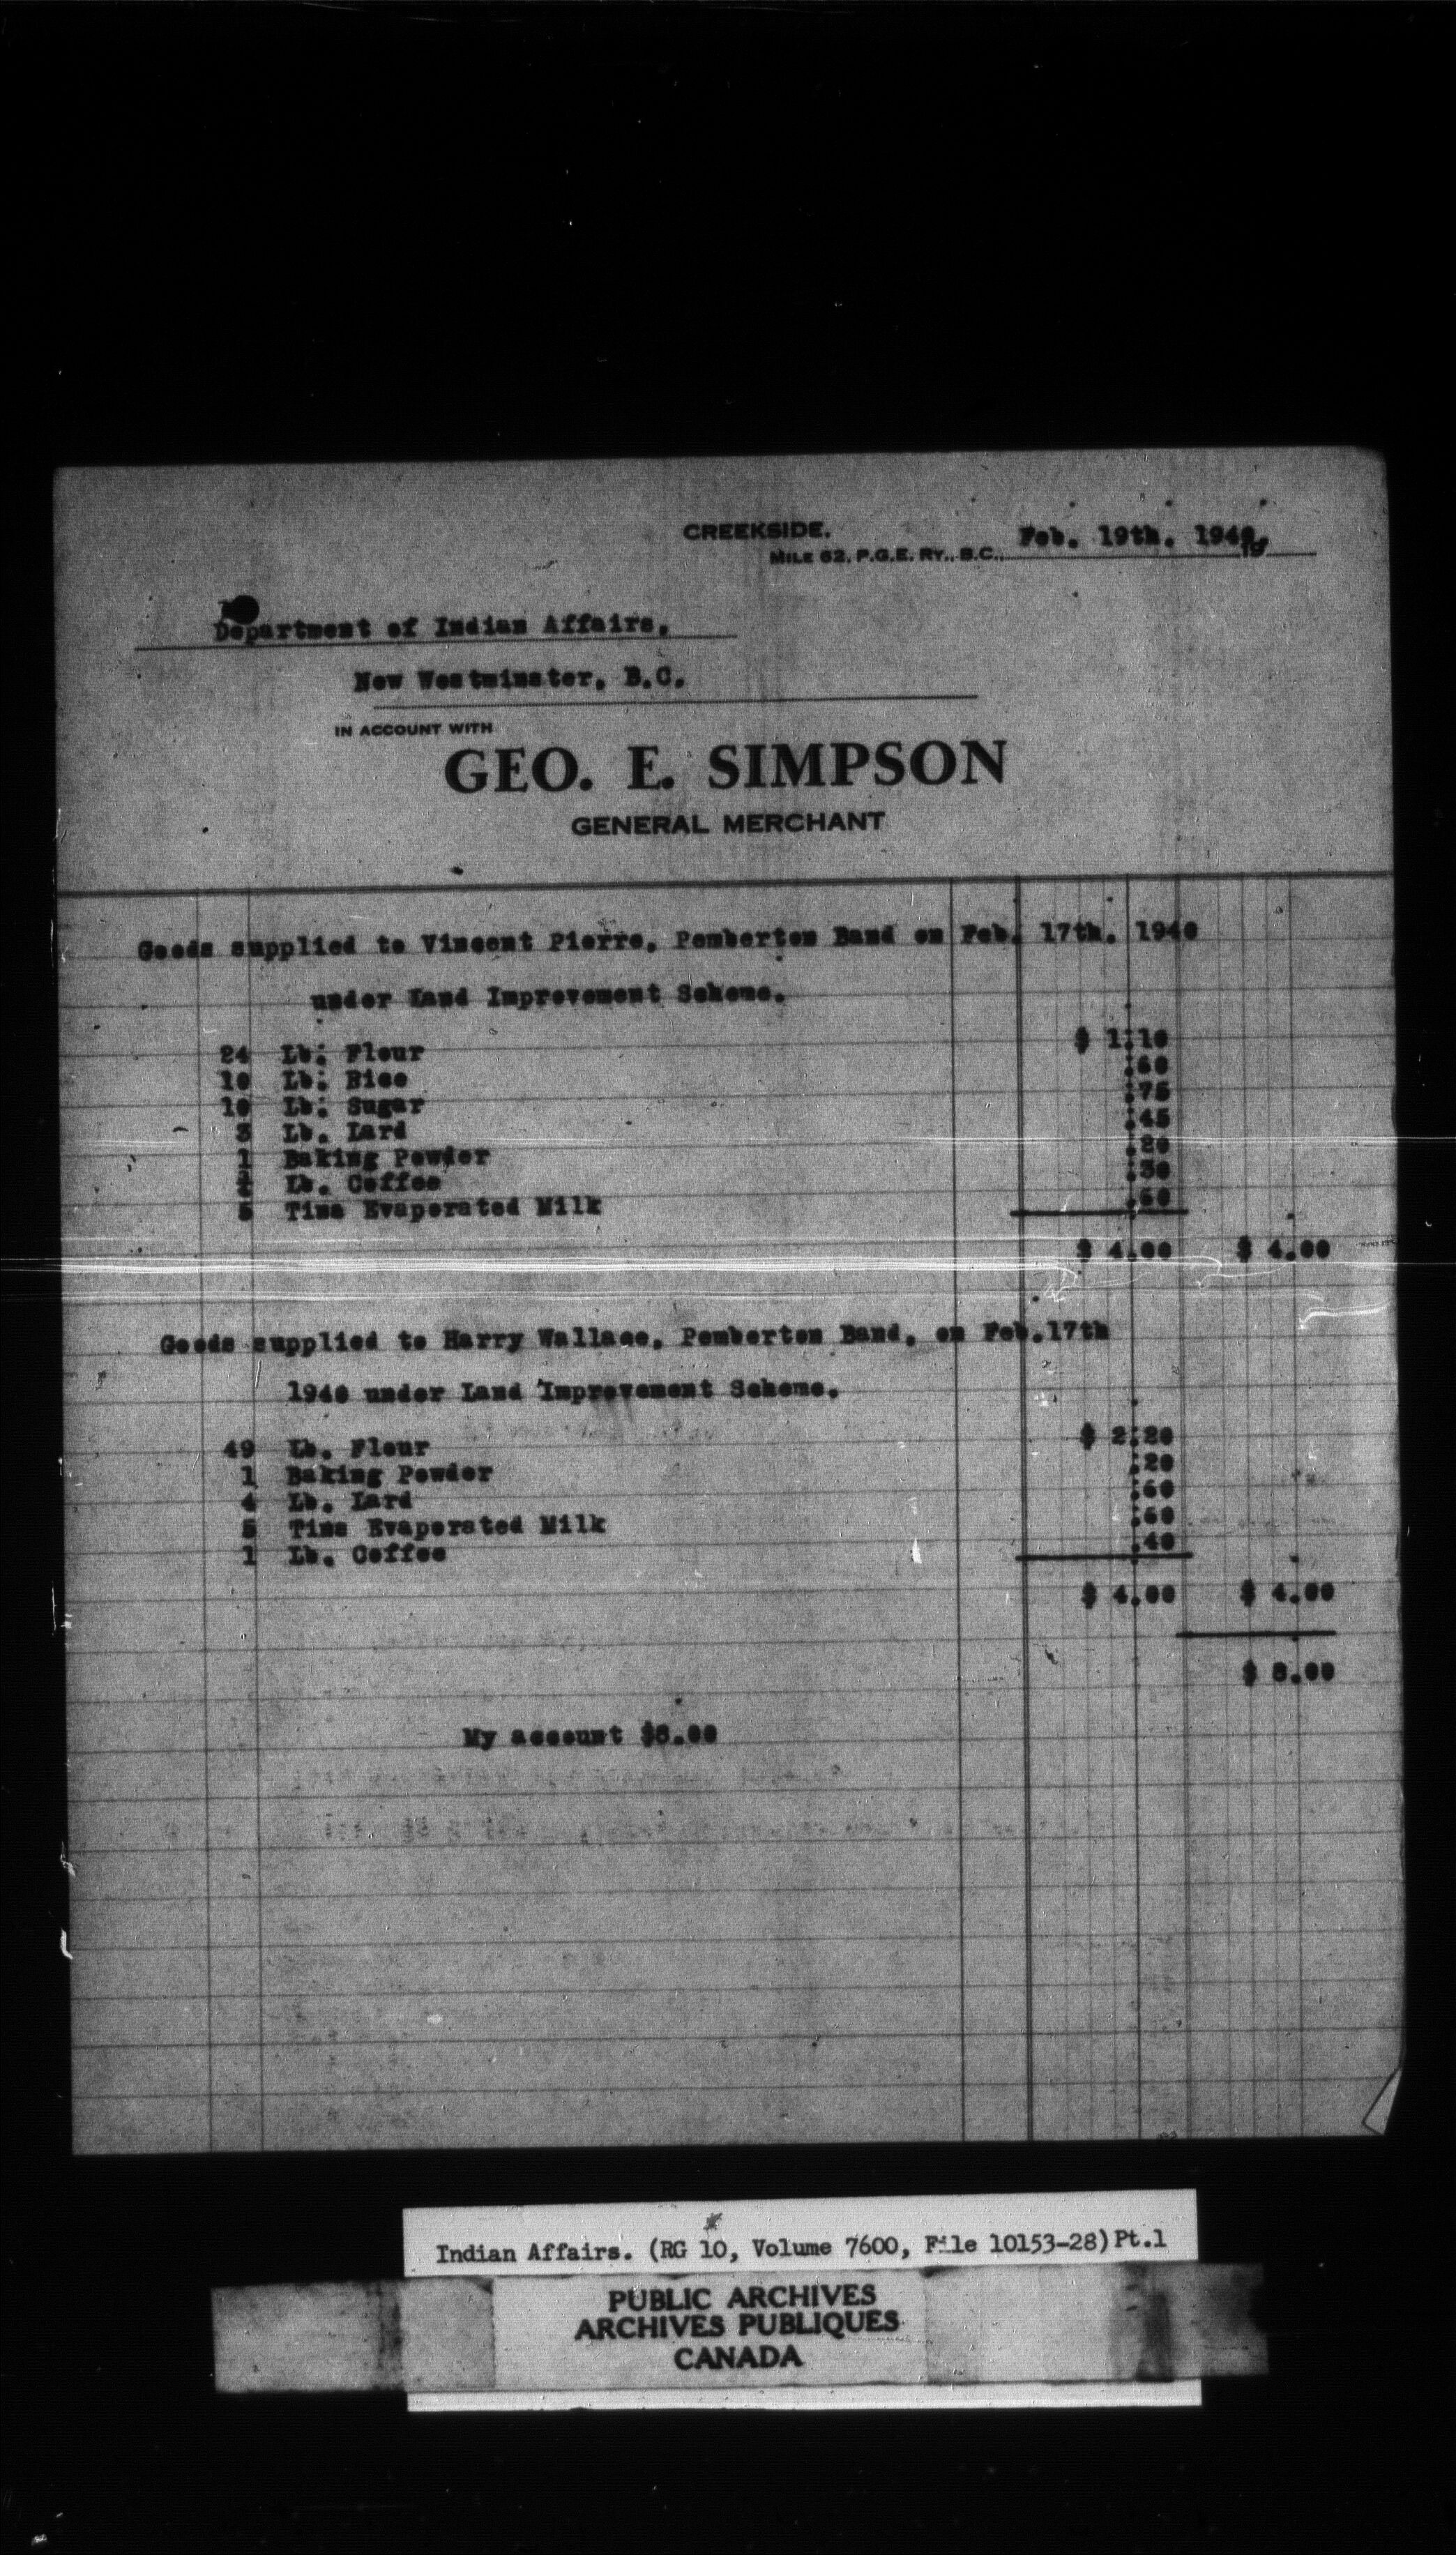 CREEKSIDE.
MILE 62, P.G.E. RY., B.C., Feb. 19th. 1940. 19
Department of Indian Affairs,
New Westminster, B.C.
IN ACCOUNT WITH
GEO. E. SIMPSON
GENERAL MERCHANT
Goods supplied to Vincent Pierre, Pemberton Band on Feb. 17th. 1940
under Land Improvement Scheme.
24 Lb. Flour $ 1.10
10 Lb. Rice .60
10 Lb. Sugar .75
3 Lb. Lard .45
1 Baking Powder .20
Lb. Coffee .30
5 Tins Evaporated Milk .60
$ 4.00 $ 4.00
Goods supplied to Harry Wallace, Pemberton Band, on Feb.17th
1940 under Land Improvement Scheme.
49 Lb. Flour $ 2.20
1 Baking Powder .20
4 Lb. Lard .60
5 Tins Evaporated Milk .60
1 Lb. Coffee .40
$ 4.00 $ 4.00
$ 8.00
My account $8.00
Indian Affairs. (RG 10, Volume 7600, File 10153-28) Pt.1
PUBLIC ARCHIVES
ARCHIVES PUBLIQUES
CANADA